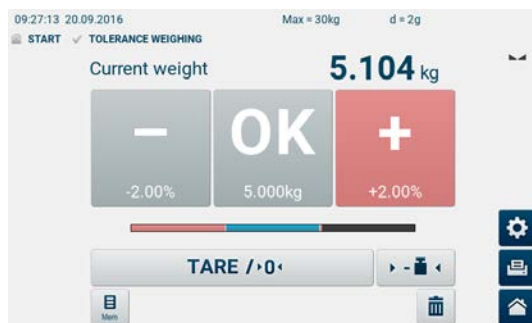 09:27:13 20.09.2016 Max = 30kg d = 2g
START TOLERANCE WEIGHING
Current weight 5.104 kg
− OK +
-2.00% 5.000kg +2.00%
TARE / 0
Mem